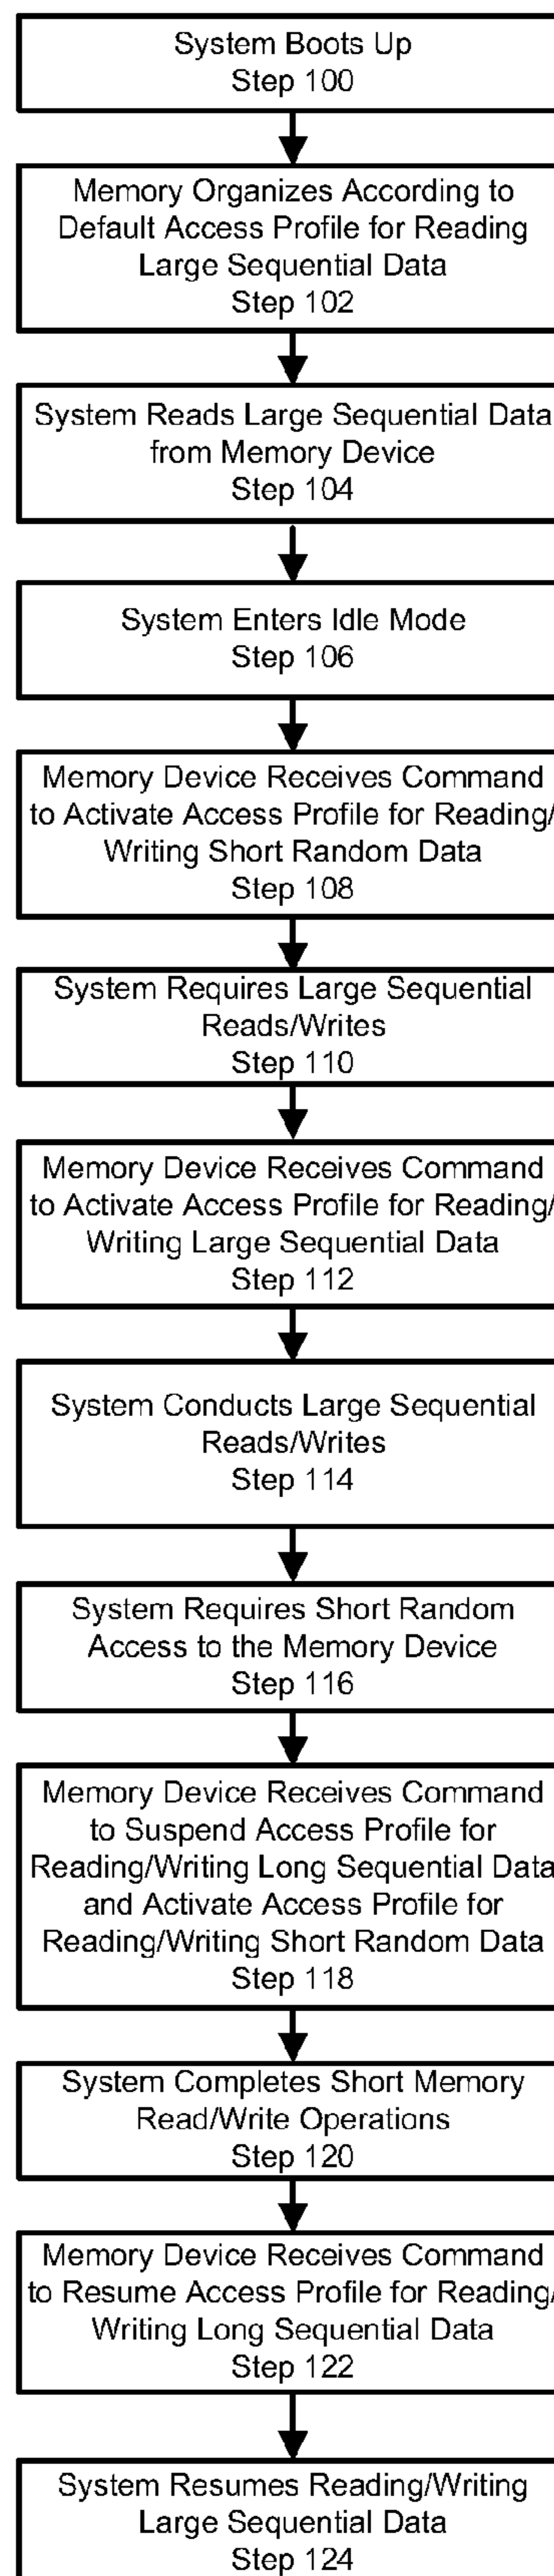 System Boots Up
Step 100
Memory Organizes According to
Default Access Profile for Reading
Large Sequential Data
Step 102
System Reads Large Sequential Data
from Memory Device
Step 104
System Enters Idle Mode
Step 106
Memory Device Receives Command
to Activate Access Profile for Reading/
Writing Short Random Data
Step 108
System Requires Large Sequential
Reads/Writes
Step 110
Memory Device Receives Command
to Activate Access Profile for Reading/
Writing Large Sequential Data
Step 112
System Conducts Large Sequential
Reads/Writes
Step 114
System Requires Short Random
Access to the Memory Device
Step 116
Memory Device Receives Command
to Suspend Access Profile for
Reading/Writing Long Sequential Data
and Activate Access Profile for
Reading/Writing Short Random Data
Step 118
System Completes Short Memory
Read/Write Operations
Step 120
Memory Device Receives Command
to Resume Access Profile for Reading/
Writing Long Sequential Data
Step 122
System Resumes Reading/Writing
Large Sequential Data
Step 124